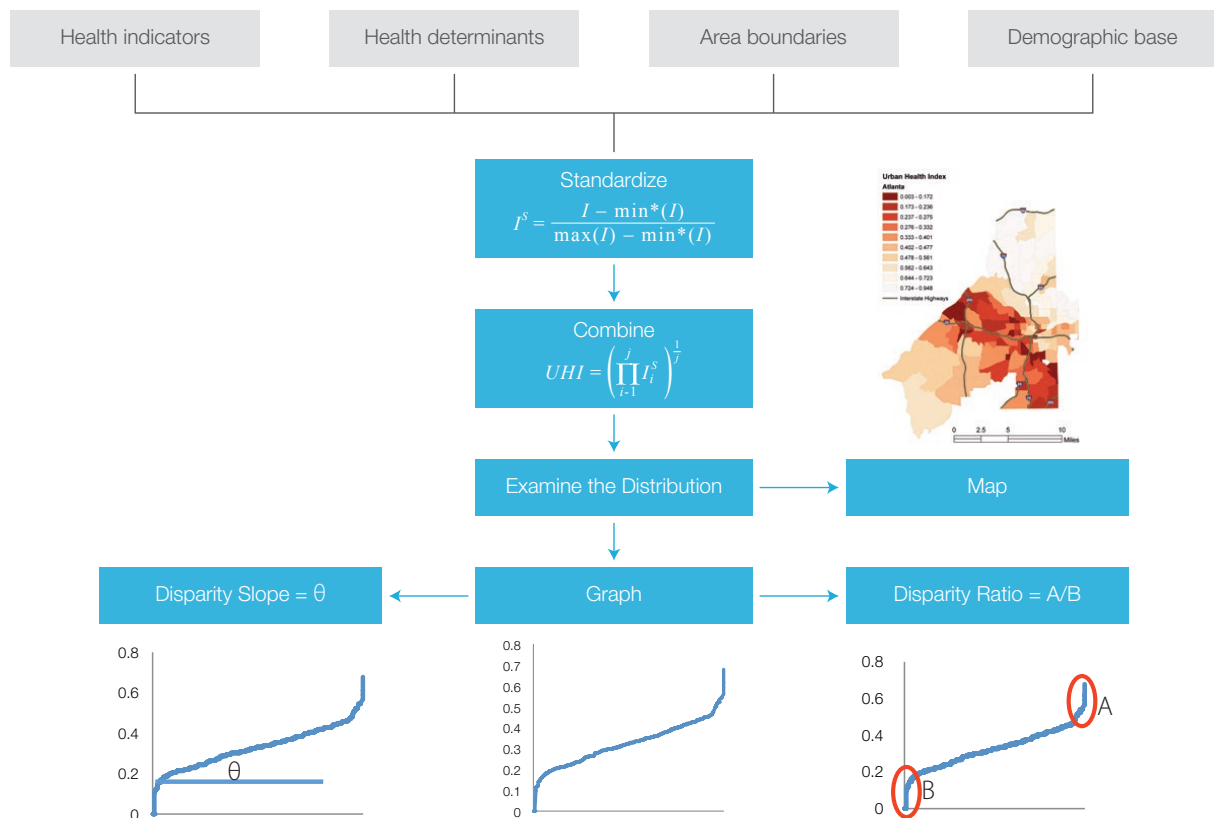 Health indicators
Health determinants
Area boundaries
Demographic base
Standardize
I^S = (I − min*(I)) / (max(I) − min*(I))
Urban Health Index
Atlanta
0.003 - 0.172
0.173 - 0.236
0.237 - 0.275
0.276 - 0.332
0.333 - 0.401
0.402 - 0.477
0.478 - 0.561
0.562 - 0.643
0.644 - 0.723
0.724 - 0.948
Interstate Highways
0 2.5 5 10
Miles
Combine
UHI = (∏_{i-1}^{j} I_i^S)^{1/j}
Examine the Distribution
Map
Disparity Slope = θ
Graph
Disparity Ratio = A/B
0.8
0.6
0.4
0.2
0
θ
0.8
0.7
0.6
0.5
0.4
0.3
0.2
0.1
0
0.8
0.6
0.4
0.2
0
A
B